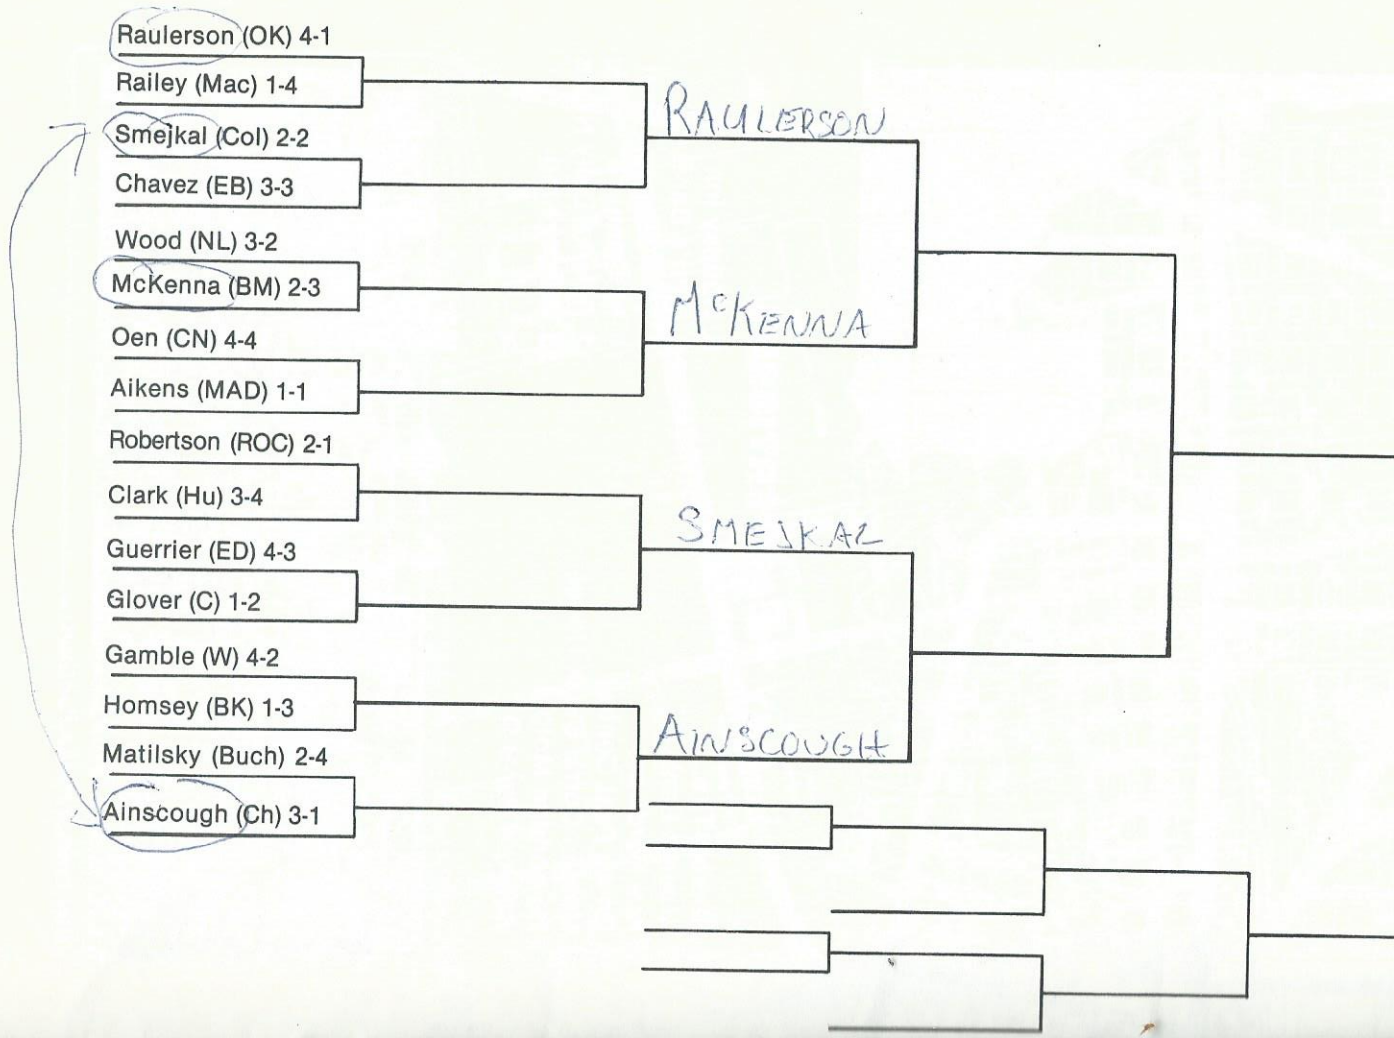 Raulerson (OK) 4-1
Railey (Mac) 1-4
RAULERSON
Smejkal (Col) 2-2
Chavez (EB) 3-3
Wood (NL) 3-2
McKenna (BM) 2-3
McKENNA
Oen (CN) 4-4
Aikens (MAD) 1-1
Robertson (ROC) 2-1
Clark (Hu) 3-4
SMEJKAL
Guerrier (ED) 4-3
Glover (C) 1-2
Gamble (W) 4-2
Homsey (BK) 1-3
AINSCOUGH
Matilsky (Buch) 2-4
Ainscough (Ch) 3-1